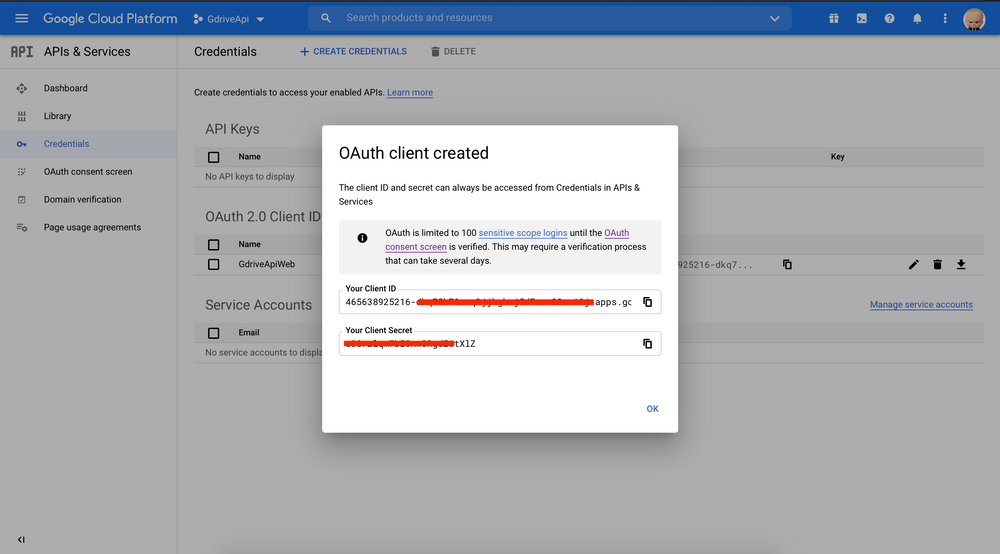 Google Cloud Platform GdriveApi Search products and resources
API APIs & Services
Credentials CREATE CREDENTIALS DELETE
Dashboard
Library
Credentials
OAuth consent screen
Domain verification
Page usage agreements
Create credentials to access your enabled APIs. Learn more
API Keys
Name Key
No API keys to display
OAuth 2.0 Client ID
Name
GdriveApiWeb 925216-dkq7...
Service Accounts Manage service accounts
Email
No service accounts to displa
OAuth client created
The client ID and secret can always be accessed from Credentials in APIs &
Services
OAuth is limited to 100 sensitive scope logins until the OAuth
consent screen is verified. This may require a verification process
that can take several days.
Your Client ID
465638925216- apps.gc
Your Client Secret
tX1Z
OK